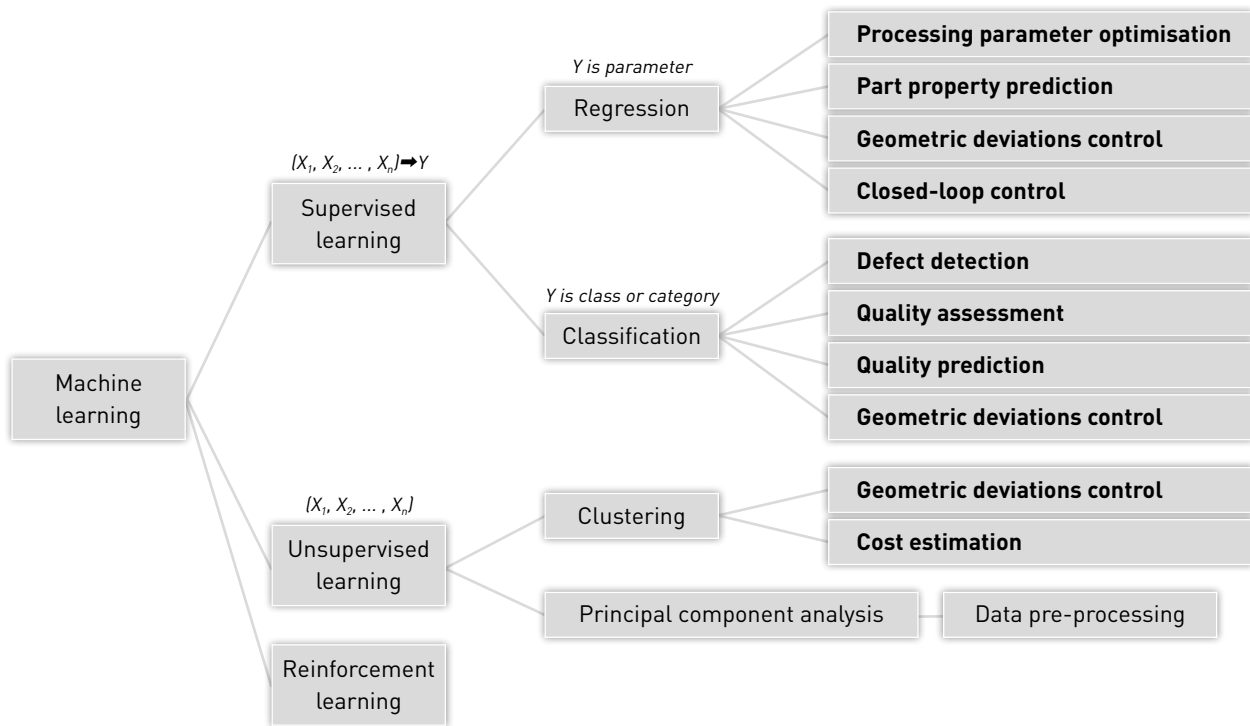 Machine
learning
(X₁, X₂, ... , Xₙ)➡Y
Supervised
learning
Y is parameter
Regression
Processing parameter optimisation
Part property prediction
Geometric deviations control
Closed-loop control
Y is class or category
Classification
Defect detection
Quality assessment
Quality prediction
Geometric deviations control
(X₁, X₂, ... , Xₙ)
Unsupervised
learning
Clustering
Geometric deviations control
Cost estimation
Principal component analysis
Data pre-processing
Reinforcement
learning